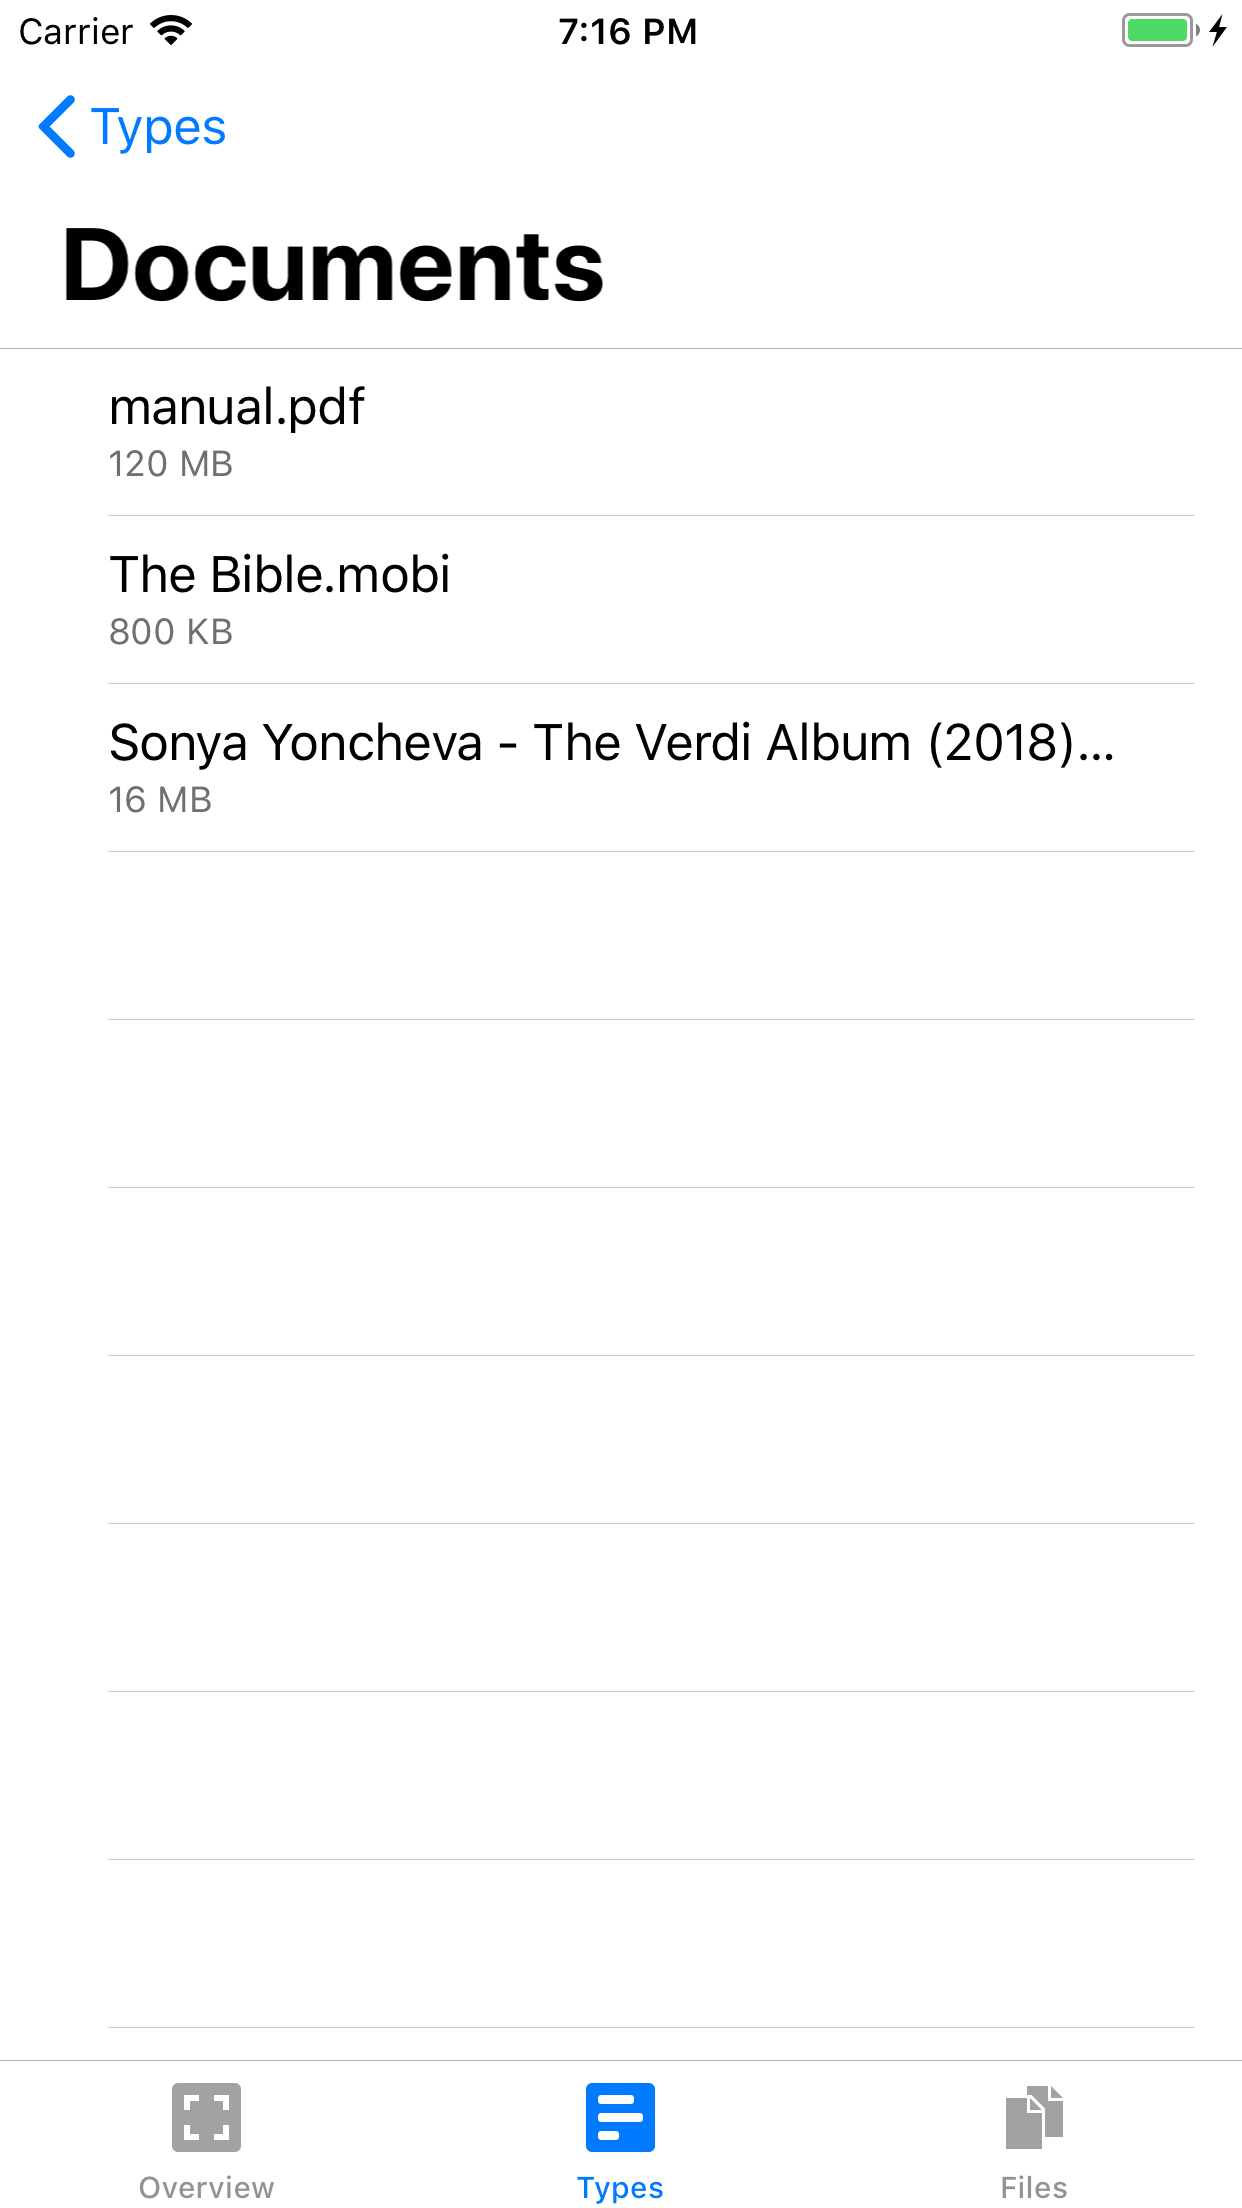 Carrier 7:16 PM
Types
Documents
manual.pdf
120 MB
The Bible.mobi
800 KB
Sonya Yoncheva - The Verdi Album (2018)...
16 MB
Overview Types Files